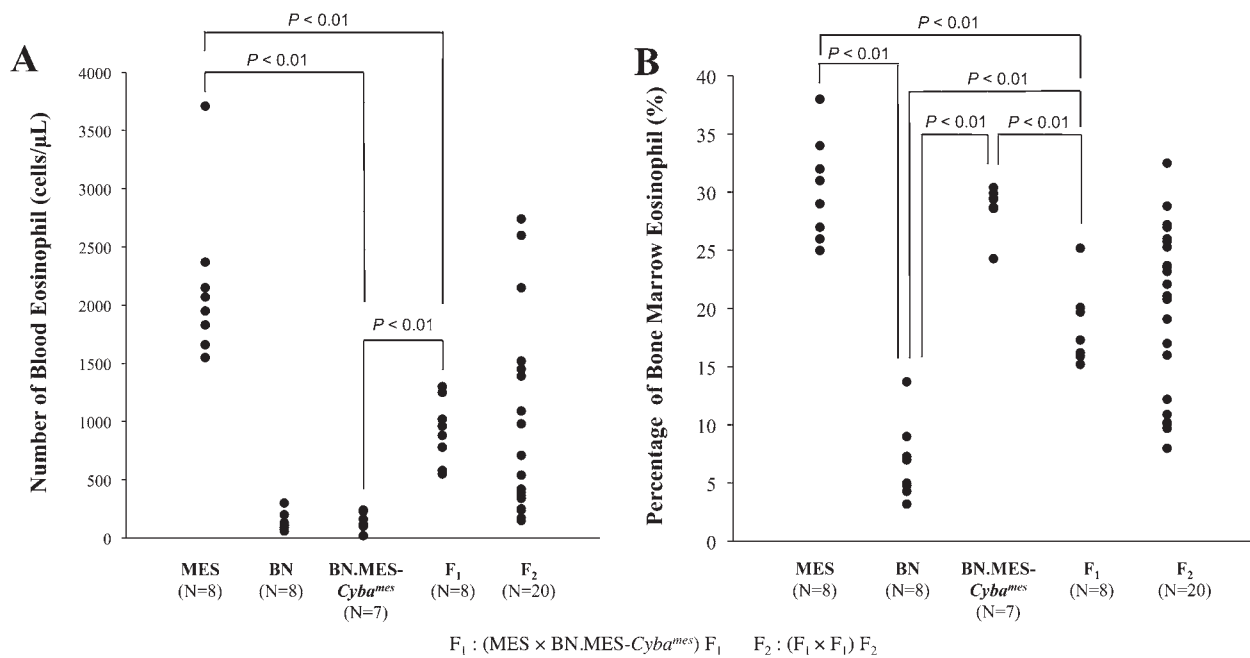 A
P < 0.01
P < 0.01
P < 0.01
Number of Blood Eosinophil (cells/µL)
4000
3500
3000
2500
2000
1500
1000
500
0
MES
(N=8)
BN
(N=8)
BN.MES-
Cybaᵐᵉˢ
(N=7)
F₁
(N=8)
F₂
(N=20)
B
P < 0.01
P < 0.01
P < 0.01
P < 0.01
P < 0.01
Percentage of Bone Marrow Eosinophil (%)
40
35
30
25
20
15
10
5
0
MES
(N=8)
BN
(N=8)
BN.MES-
Cybaᵐᵉˢ
(N=7)
F₁
(N=8)
F₂
(N=20)
F₁ : (MES × BN.MES-Cybaᵐᵉˢ) F₁ F₂ : (F₁ × F₁) F₂